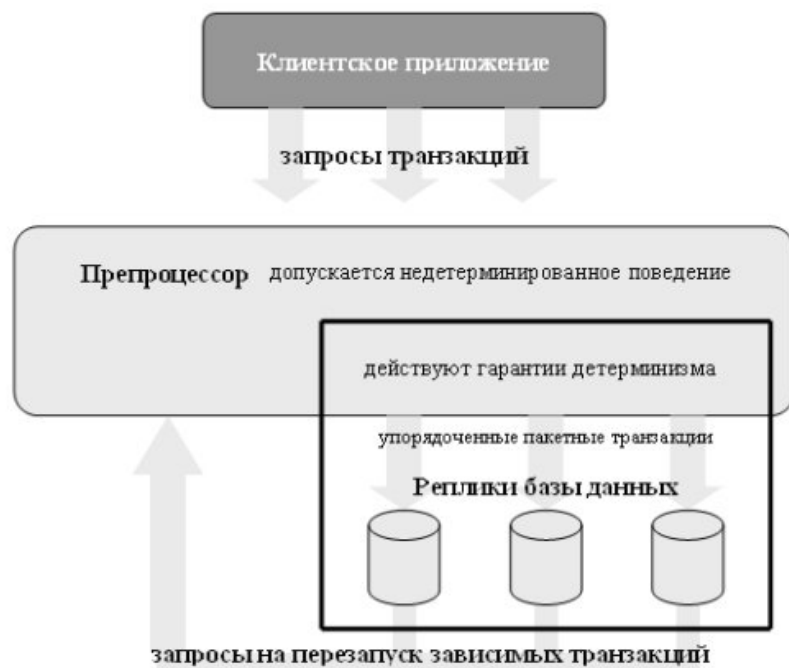 Клиентское приложение
запросы транзакций
Препроцессор допускается недетерминированное поведение
действуют гарантии детерминизма
упорядоченные пакетные транзакции
Реплики базы данных
запросы на перезапуск зависимых транзакций